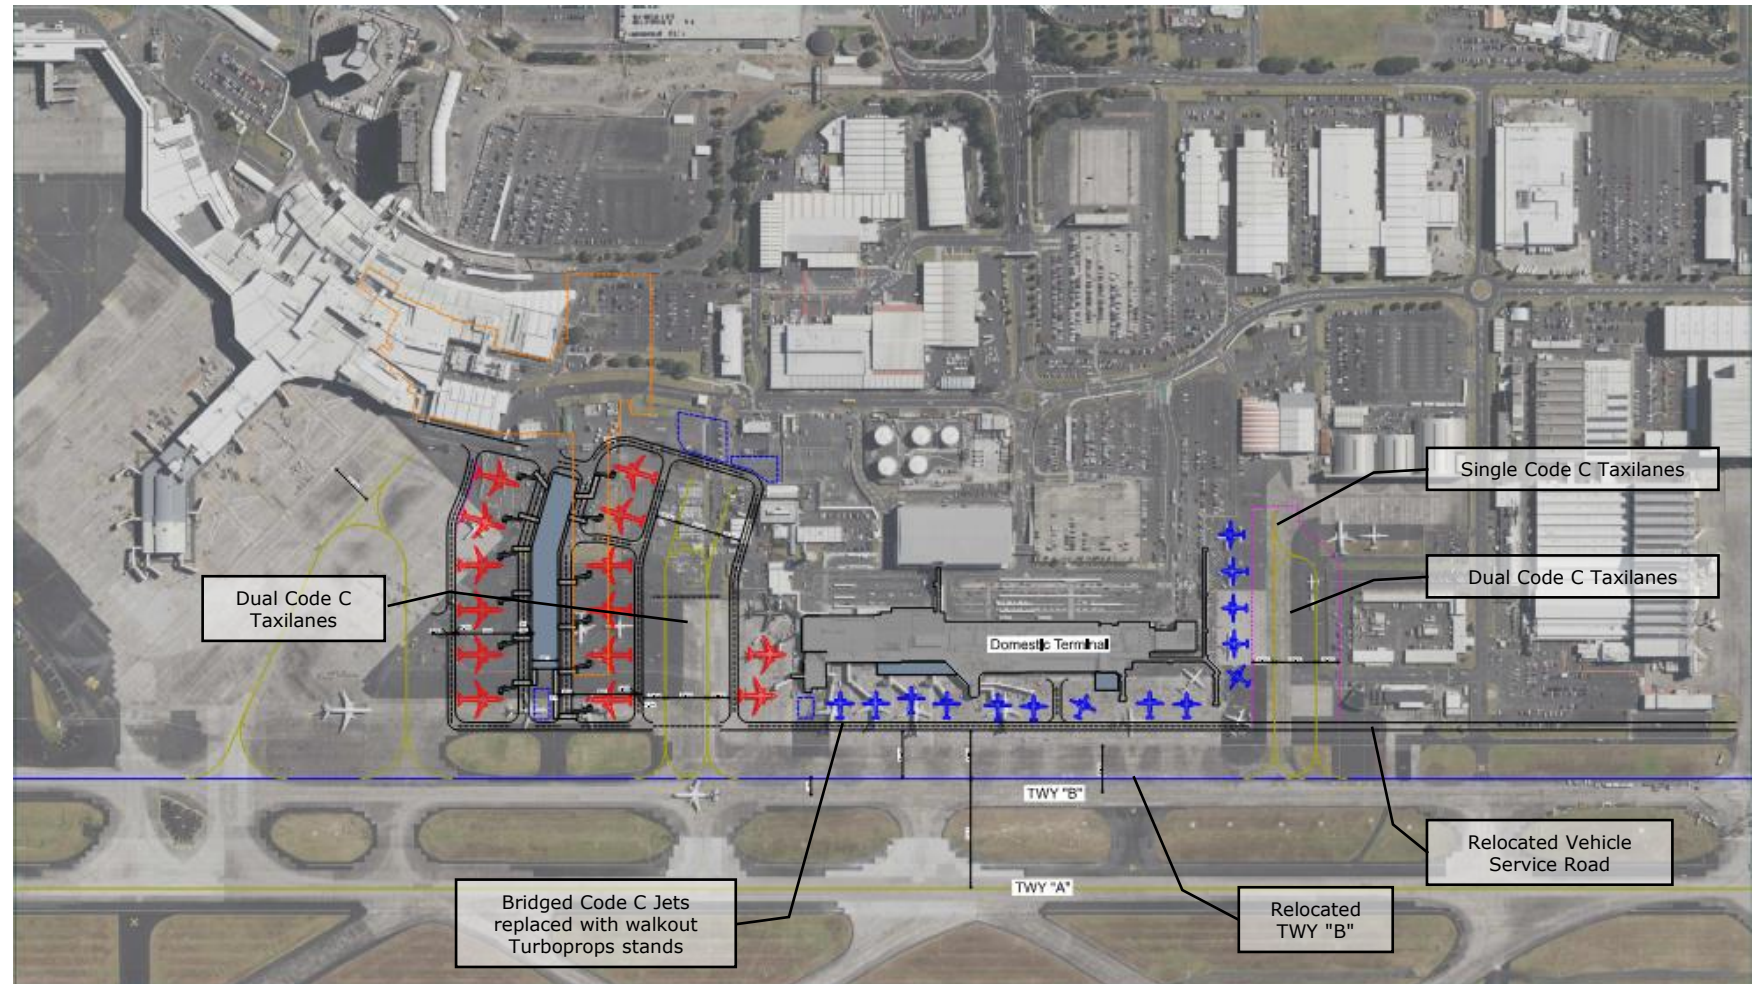 Single Code C Taxilanes
Dual Code C Taxilanes
Dual Code C
Taxilanes
Domestic Terminal
TWY "B"
Relocated Vehicle
Service Road
TWY "A"
Bridged Code C Jets
replaced with walkout
Turboprops stands
Relocated
TWY "B"